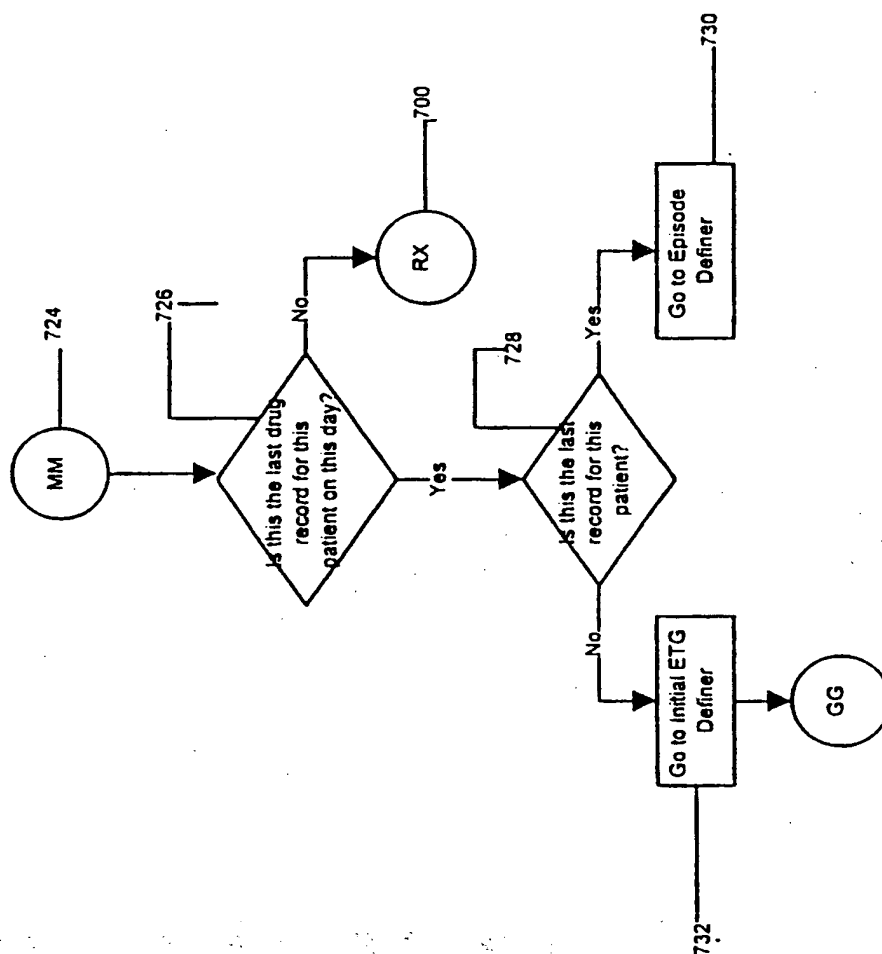 MM
724
726
Is this the last drug
record for this
patient on this day?
No
RX
700
Yes
728
Is this the last
record for this
patient?
No
Yes
732
Go to Initial ETG
Definer
Go to Episode
Definer
730
GG